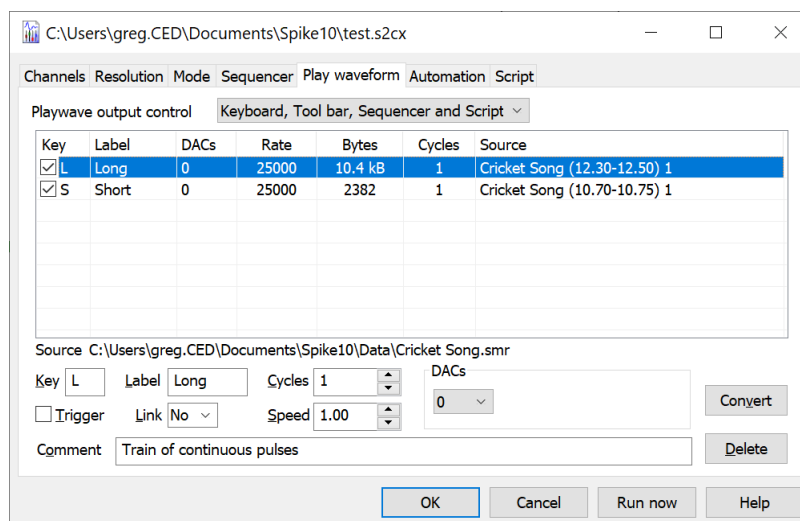 C:\Users\greg.CED\Documents\Spike10\test.s2cx
Channels Resolution Mode Sequencer Play waveform Automation Script
Playwave output control Keyboard, Tool bar, Sequencer and Script
Key Label DACs Rate Bytes Cycles Source
L Long 0 25000 10.4 kB 1 Cricket Song (12.30-12.50) 1
S Short 0 25000 2382 1 Cricket Song (10.70-10.75) 1
Source C:\Users\greg.CED\Documents\Spike10\Data\Cricket Song.smr
Key L Label Long Cycles 1 DACs
0 Convert
Trigger Link No Speed 1.00
Comment Train of continuous pulses Delete
OK Cancel Run now Help